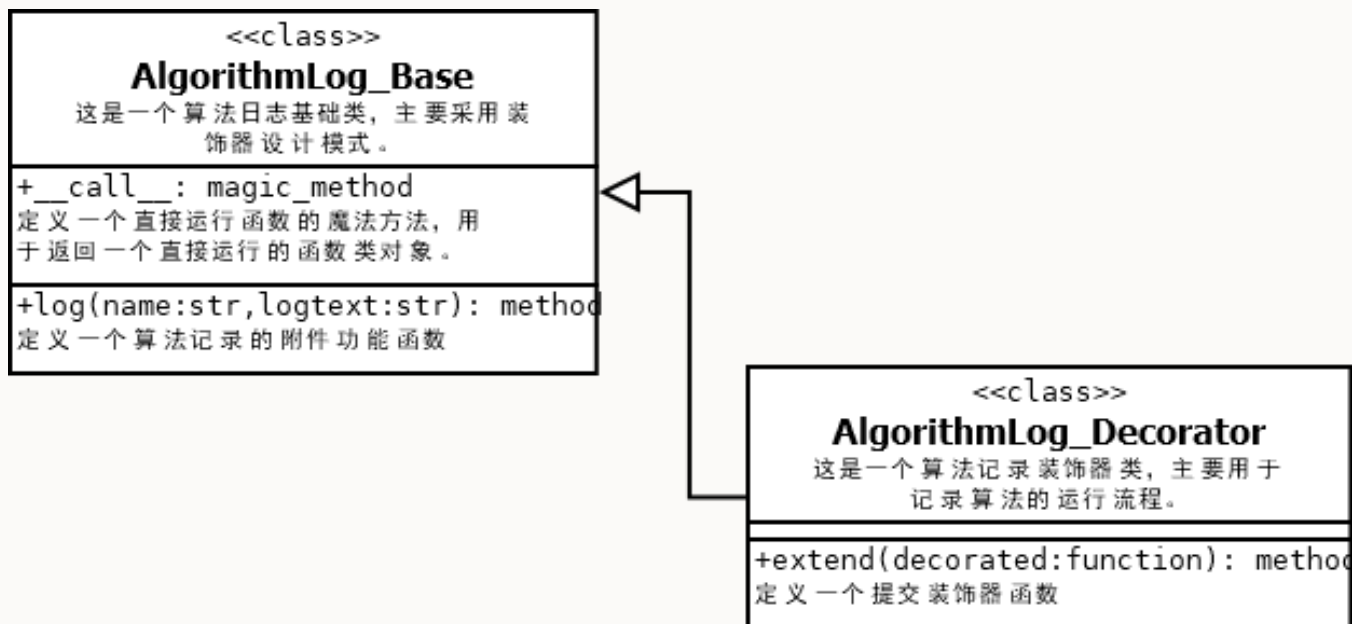 <<class>>
AlgorithmLog_Base
这是一个算法日志基础类，主要采用装
饰器设计模式。
+__call__: magic_method
定义一个直接运行函数的魔法方法，用
于返回一个直接运行的函数类对象。
+log(name:str,logtext:str): method
定义一个算法记录的附件功能函数
<<class>>
AlgorithmLog_Decorator
这是一个算法记录装饰器类，主要用于
记录算法的运行流程。
+extend(decorated:function): method
定义一个提交装饰器函数